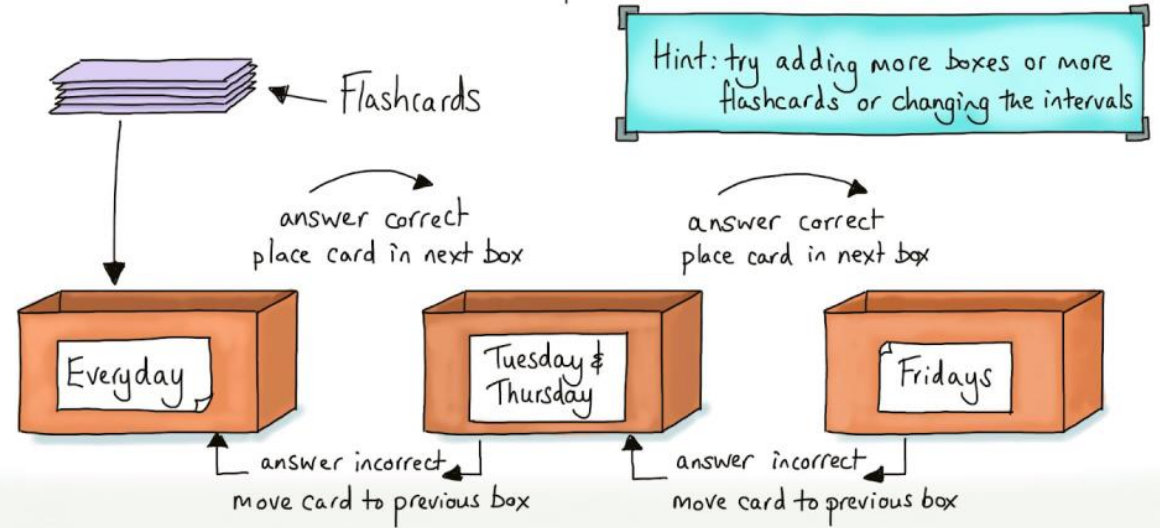 Hint: try adding more boxes or more
flashcards or changing the intervals
Flashcards
answer correct
place card in next box
answer correct
place card in next box
Everyday
Tuesday &
Thursday
Fridays
answer incorrect
move card to previous box
answer incorrect
move card to previous box